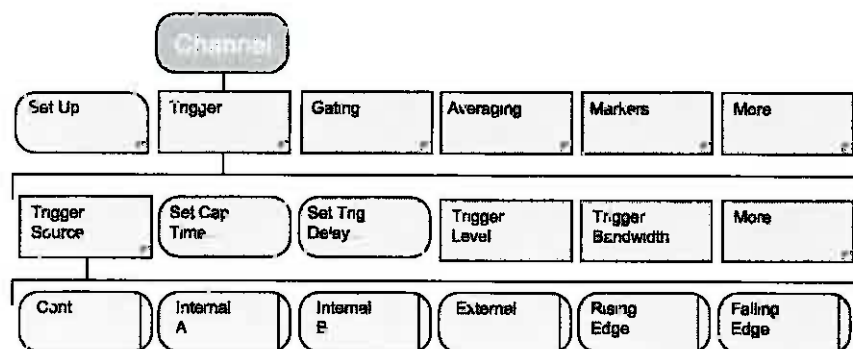 Channel
Set Up
Trigger
Gating
Averaging
Markers
More
Trigger
Source
Set Cap
Time
Set Trig
Delay
Trigger
Level
Trigger
Bandwidth
More
Cont
Internal
A
Internal
B
External
Rising
Edge
Falling
Edge